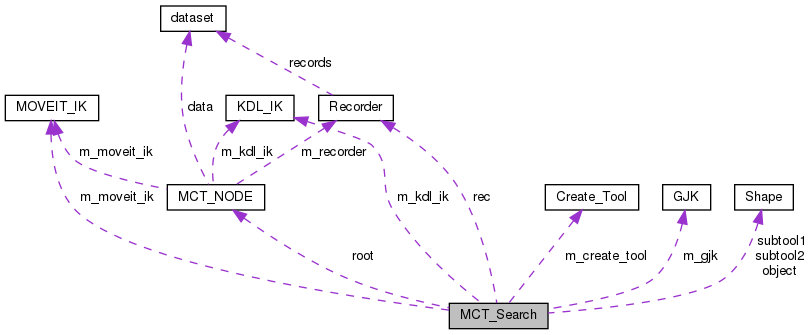 dataset
records
MOVEIT_IK
data
KDL_IK
Recorder
m_moveit_ik
m_kdl_ik
m_recorder
m_moveit_ik
MCT_NODE
m_kdl_ik
rec
Create_Tool
GJK
Shape
root
m_create_tool
m_gjk
subtool1
subtool2
object
MCT_Search